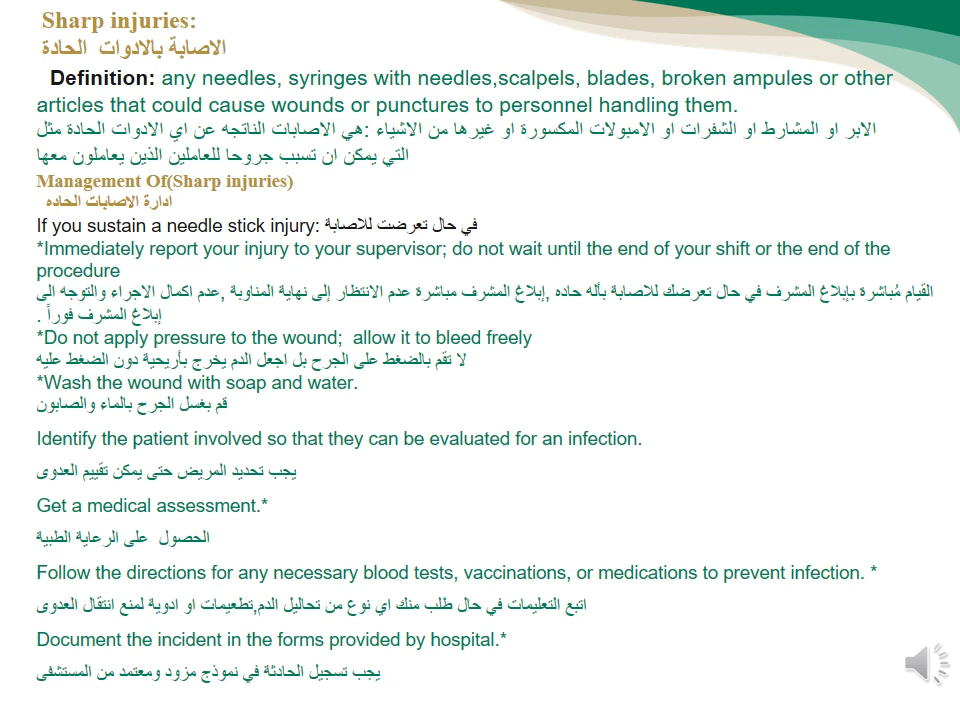 Sharp injuries:
الاصابة بالادوات الحادة
Definition: any needles, syringes with needles,scalpels, blades, broken ampules or other
articles that could cause wounds or punctures to personnel handling them.
الابر او المشارط او الشفرات او الامبولات المكسورة او غيرها من الاشياء :هي الاصابات الناتجه عن اي الادوات الحادة مثل
التي يمكن ان تسبب جروحا للعاملين الذين يعاملون معها
Management Of(Sharp injuries)
ادارة الاصابات الحاده
If you sustain a needle stick injury: في حال تعرضت للاصابة
*Immediately report your injury to your supervisor; do not wait until the end of your shift or the end of the
procedure
القيام مُباشرة بإبلاغ المشرف في حال تعرضك للاصابة بأله حاده ,إبلاغ المشرف مباشرة عدم الانتظار إلى نهاية المناوبة ,عدم اكمال الاجراء والتوجه الى
إبلاغ المشرف فوراً .
*Do not apply pressure to the wound;  allow it to bleed freely
لا تقم بالضغط على الجرح بل اجعل الدم يخرج بأريحية دون الضغط عليه
*Wash the wound with soap and water.
قم بغسل الجرح بالماء والصابون
Identify the patient involved so that they can be evaluated for an infection.
يجب تحديد المريض حتى يمكن تقييم العدوى
Get a medical assessment.*
الحصول على الرعاية الطبية
Follow the directions for any necessary blood tests, vaccinations, or medications to prevent infection. *
اتبع التعليمات في حال طلب منك اي نوع من تحاليل الدم,تطعيمات او ادوية لمنع انتقال العدوى
Document the incident in the forms provided by hospital.*
يجب تسجيل الحادثة في نموذج مزود ومعتمد من المستشفى